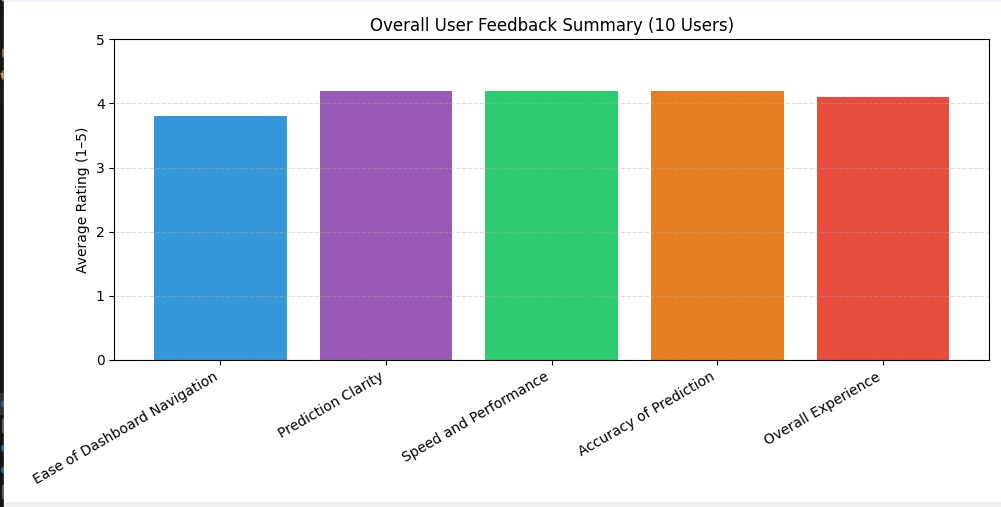 Overall User Feedback Summary (10 Users)
Average Rating (1–5)
5
4
3
2
1
0
Ease of Dashboard Navigation
Prediction Clarity
Speed and Performance
Accuracy of Prediction
Overall Experience